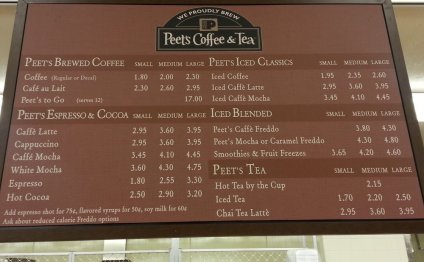 WE PROUDLY BREW
Peet's Coffee & Tea
PEET'S BREWED COFFEE SMALL MEDIUM LARGE
Coffee (Regular or Decaf) 1.80 2.00 2.30
Café au Lait 2.30 2.60 2.95
Peet's to Go (serves 12) 17.00
PEET'S ESPRESSO & COCOA SMALL MEDIUM LARGE
Caffè Latte 2.95 3.60 3.95
Cappuccino 2.95 3.60 3.95
Caffè Mocha 3.45 4.10 4.45
White Mocha 3.60 4.30 4.75
Espresso 1.80 2.55 3.30
Hot Cocoa 2.50 2.90 3.20
Add espresso shot for 75¢, flavored syrups for 50¢, soy milk for 60¢
Ask about reduced calorie Freddo options
PEET'S ICED CLASSICS SMALL MEDIUM LARGE
Iced Coffee 1.95 2.35 2.60
Iced Caffè Latte 2.95 3.60 3.95
Iced Caffè Mocha 3.45 4.10 4.45
ICED BLENDED SMALL MEDIUM LARGE
Peet's Caffè Freddo 3.80 4.30
Peet's Mocha or Caramel Freddo 4.30 4.80
Smoothies & Fruit Freezes 3.65 4.20 4.60
PEET'S TEA SMALL MEDIUM LARGE
Hot Tea by the Cup 2.15
Iced Tea 1.70 2.20 2.50
Chai Tea Lattè 2.95 3.60 3.95